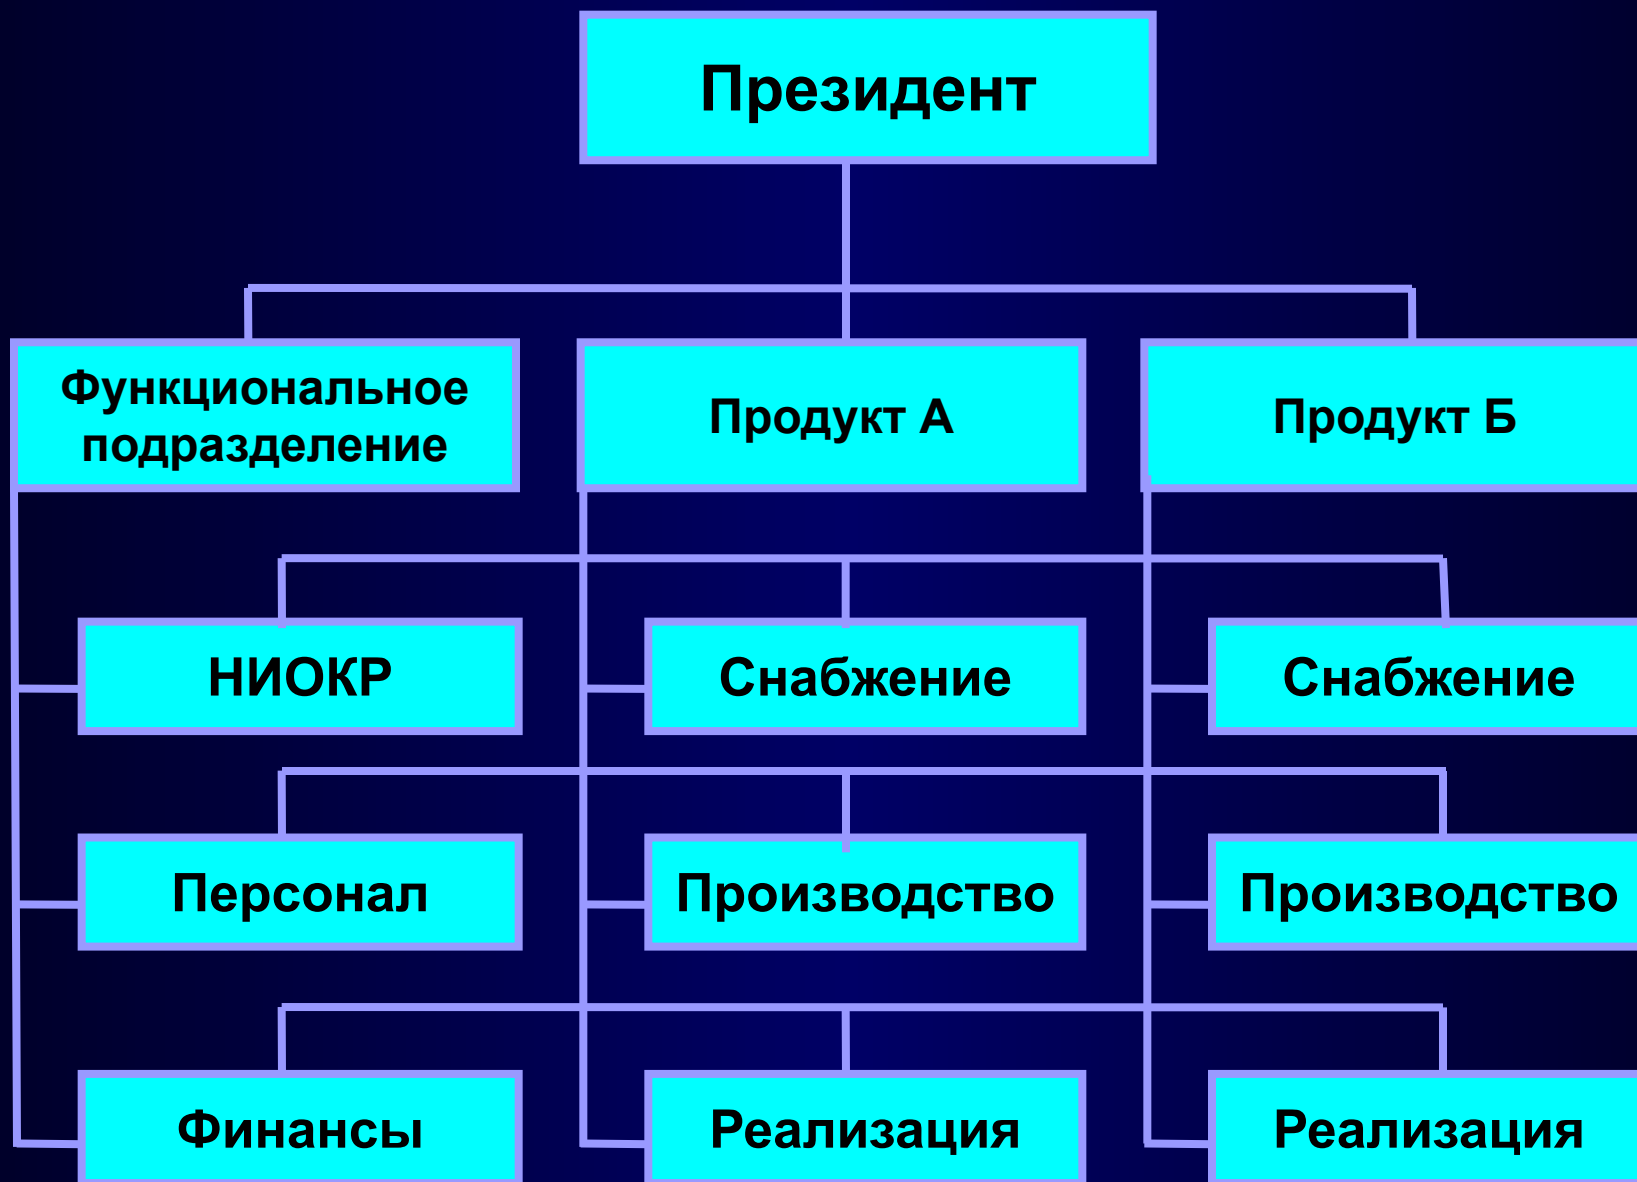 Президент
Функциональное
подразделение
Продукт А
Продукт Б
НИОКР
Снабжение
Снабжение
Персонал
Производство
Производство
Финансы
Реализация
Реализация